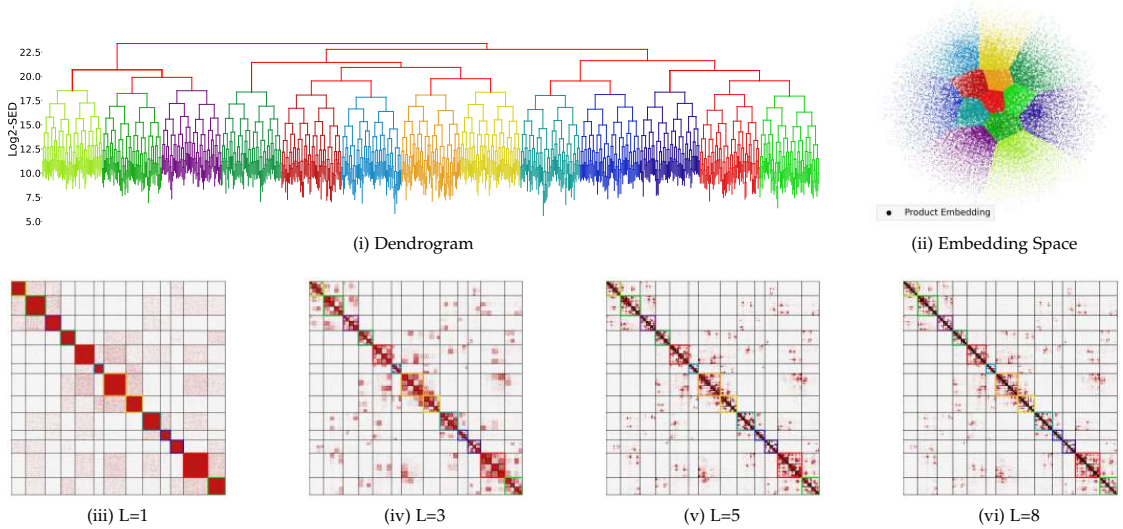 Log2-SED
22.5
20.0
17.5
15.0
12.5
10.0
7.5
5.0
(i) Dendrogram
Product Embedding
(ii) Embedding Space
(iii) L=1
(iv) L=3
(v) L=5
(vi) L=8